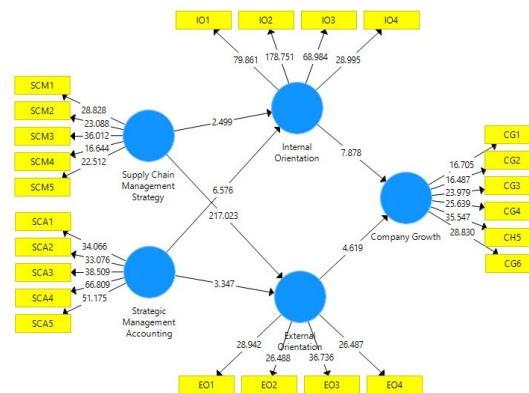 IO1
IO2
IO3
IO4
79.861
178.751
68.984
28.995
SCM1
SCM2
SCM3
SCM4
SCM5
28.828
23.088
36.012
16.644
22.512
Supply Chain
Management
Strategy
2.499
Internal
Orientation
7.878
6.576
217.023
CG1
CG2
CG3
CG4
CH5
CG6
16.705
16.487
23.979
25.639
35.547
28.830
Company Growth
SCA1
SCA2
SCA3
SCA4
SCA5
34.066
33.076
38.509
66.809
51.175
Strategic
Management
Accounting
3.347
4.619
External
Orientation
28.942
26.488
36.736
26.487
EO1
EO2
EO3
EO4